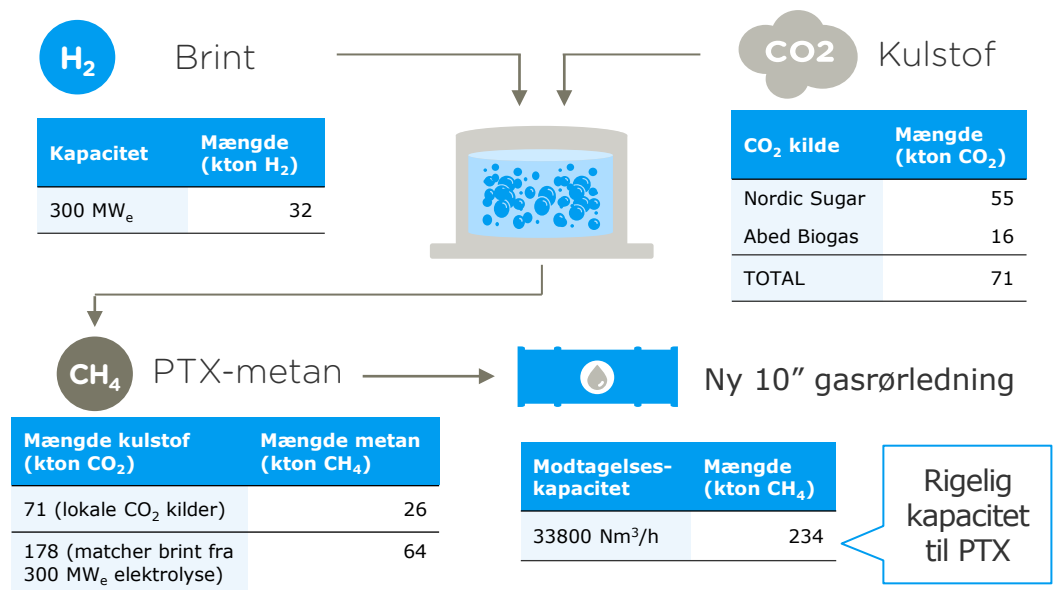 H₂ Brint
CO2 Kulstof
Kapacitet
Mængde
(kton H₂)
300 MWₑ 32
CO₂ kilde
Mængde
(kton CO₂)
Nordic Sugar 55
Abed Biogas 16
TOTAL 71
CH₄ PTX-metan
Ny 10” gasrørledning
Mængde kulstof
(kton CO₂)
Mængde metan
(kton CH₄)
71 (lokale CO₂ kilder) 26
178 (matcher brint fra
300 MWₑ elektrolyse)
64
Modtagelses-
kapacitet
Mængde
(kton CH₄)
33800 Nm³/h 234
Rigelig
kapacitet
til PTX